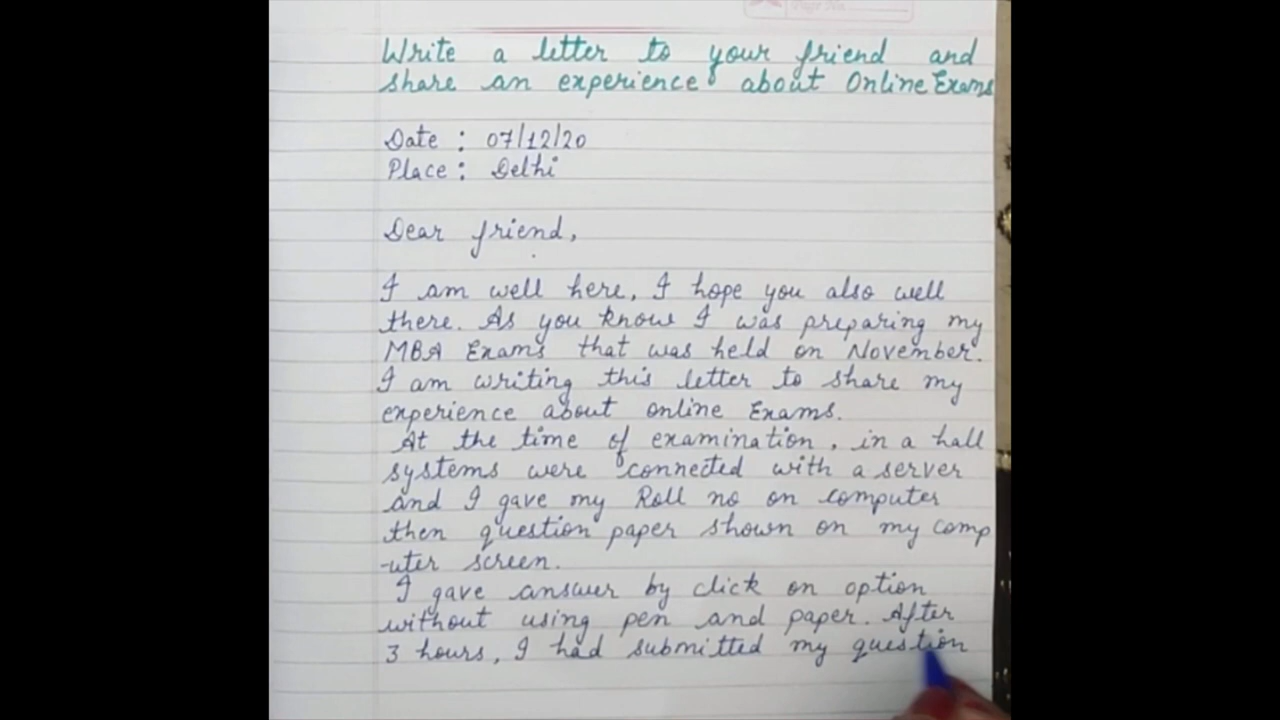 Page No.
Write a letter to your friend and
share an experience about Online Exams
Date : 07/12/20
Place : Delhi
Dear friend,
I am well here, I hope you also well
there. As you know I was preparing my
MBA Exams that was held on November.
I am writing this letter to share my
experience about online Exams.
At the time of examination, in a hall
systems were connected with a server
and I gave my Roll no on computer
then question paper shown on my comp
-uter screen.
I gave answer by click on option
without using pen and paper. After
3 hours, I had submitted my question